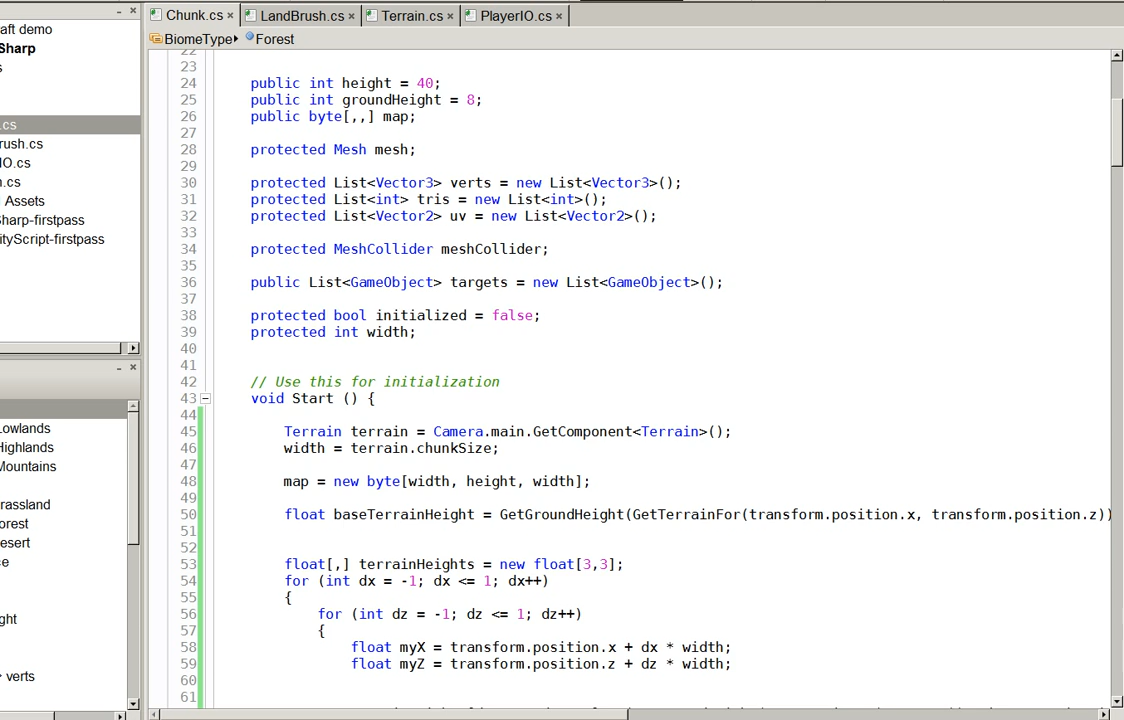 Chunk.cs × LandBrush.cs × Terrain.cs × PlayerIO.cs ×
BiomeType Forest
aft demo
Sharp
s
.cs
rush.cs
IO.cs
n.cs
Assets
Sharp-firstpass
ityScript-firstpass
Lowlands
Highlands
Mountains
rassland
orest
esert
ce
ght
verts
22
23
24 public int height = 40;
25 public int groundHeight = 8;
26 public byte[,,] map;
27
28 protected Mesh mesh;
29
30 protected List<Vector3> verts = new List<Vector3>();
31 protected List<int> tris = new List<int>();
32 protected List<Vector2> uv = new List<Vector2>();
33
34 protected MeshCollider meshCollider;
35
36 public List<GameObject> targets = new List<GameObject>();
37
38 protected bool initialized = false;
39 protected int width;
40
41
42 // Use this for initialization
43 void Start () {
44
45 Terrain terrain = Camera.main.GetComponent<Terrain>();
46 width = terrain.chunkSize;
47
48 map = new byte[width, height, width];
49
50 float baseTerrainHeight = GetGroundHeight(GetTerrainFor(transform.position.x, transform.position.z))
51
52
53 float[,] terrainHeights = new float[3,3];
54 for (int dx = -1; dx <= 1; dx++)
55 {
56 for (int dz = -1; dz <= 1; dz++)
57 {
58 float myX = transform.position.x + dx * width;
59 float myZ = transform.position.z + dz * width;
60
61